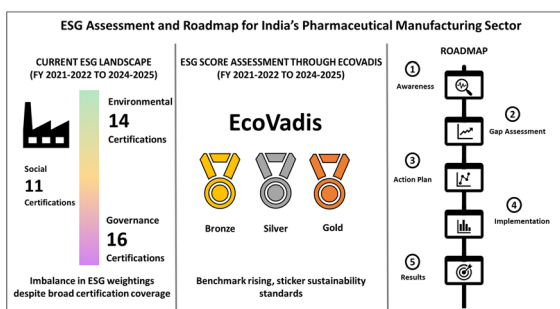 ESG Assessment and Roadmap for India's Pharmaceutical Manufacturing Sector
CURRENT ESG LANDSCAPE
(FY 2021-2022 TO 2024-2025)
Environmental
14
Certifications
Social
11
Certifications
Governance
16
Certifications
Imbalance in ESG weightings
despite broad certification coverage
ESG SCORE ASSESSMENT THROUGH ECOVADIS
(FY 2021-2022 TO 2024-2025)
EcoVadis
Bronze Silver Gold
Benchmark rising, sticker sustainability
standards
ROADMAP
1
Awareness
2
Gap Assessment
3
Action Plan
4
Implementation
5
Results